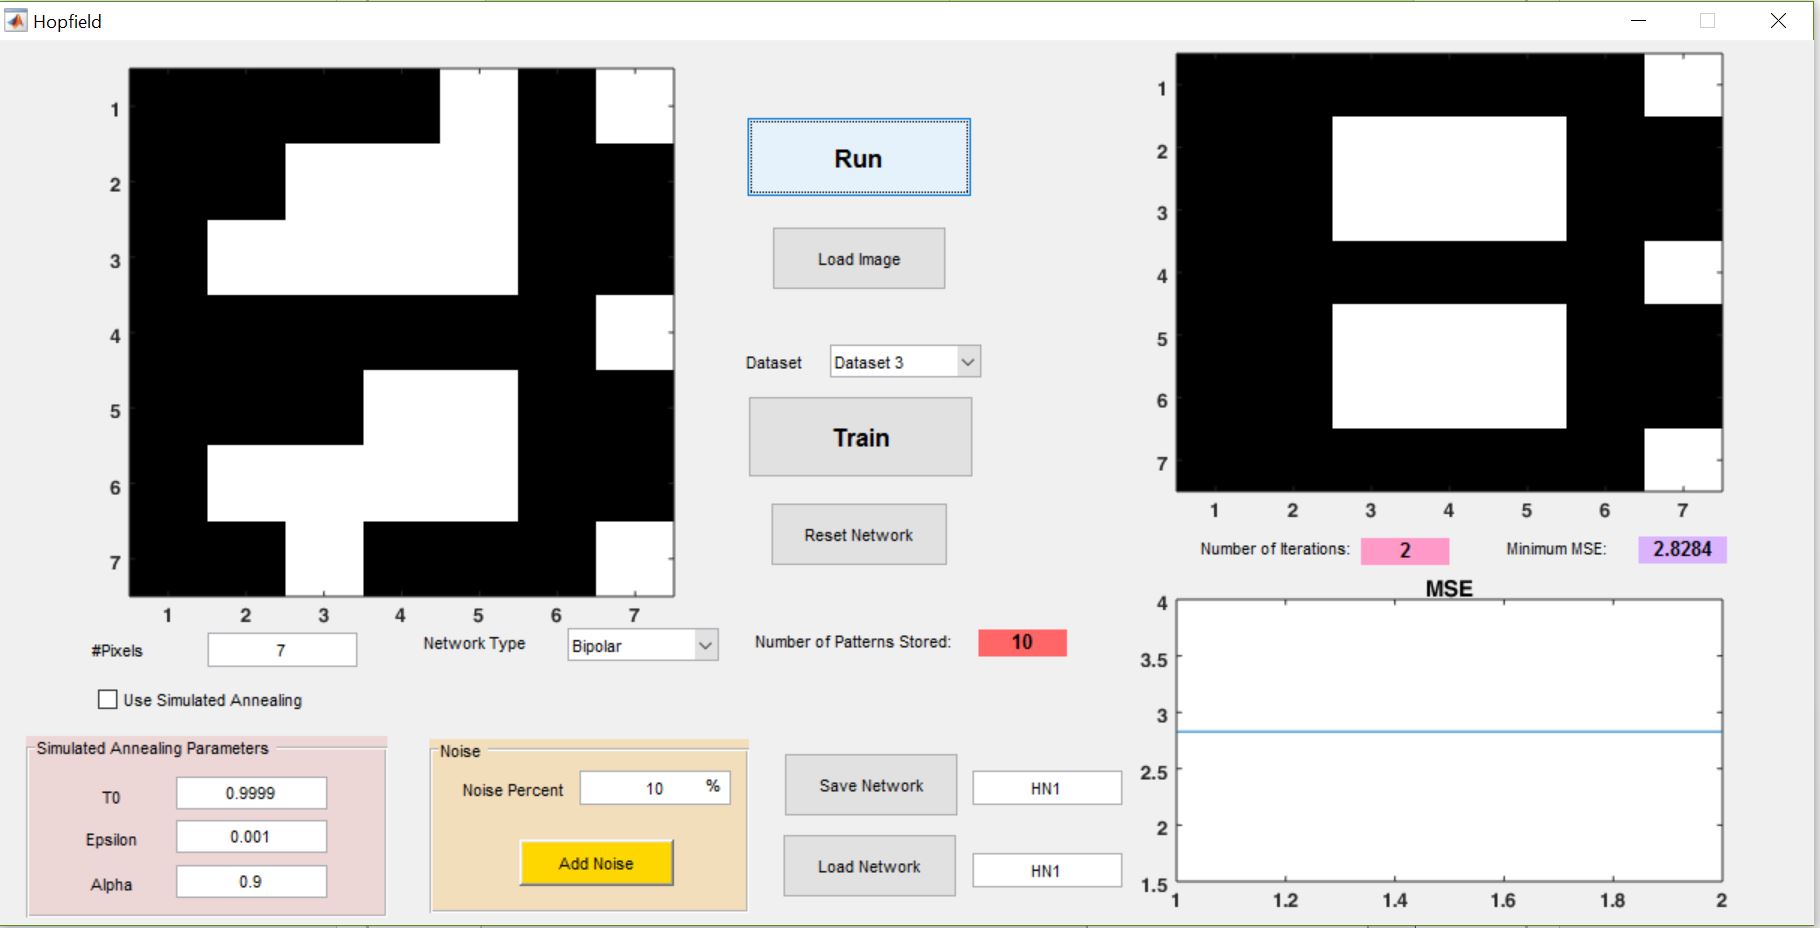 Hopfield
1
2
3
4
5
6
7
1 2 3 4 5 6 7
#Pixels 7
Network Type Bipolar
Use Simulated Annealing
Simulated Annealing Parameters
T0 0.9999
Epsilon 0.001
Alpha 0.9
Noise
Noise Percent 10 %
Add Noise
Run
Load Image
Dataset Dataset 3
Train
Reset Network
Number of Patterns Stored: 10
Save Network HN1
Load Network HN1
1
2
3
4
5
6
7
1 2 3 4 5 6 7
Number of Iterations: 2 Minimum MSE: 2.8284
MSE
4
3.5
3
2.5
2
1.5
1 1.2 1.4 1.6 1.8 2